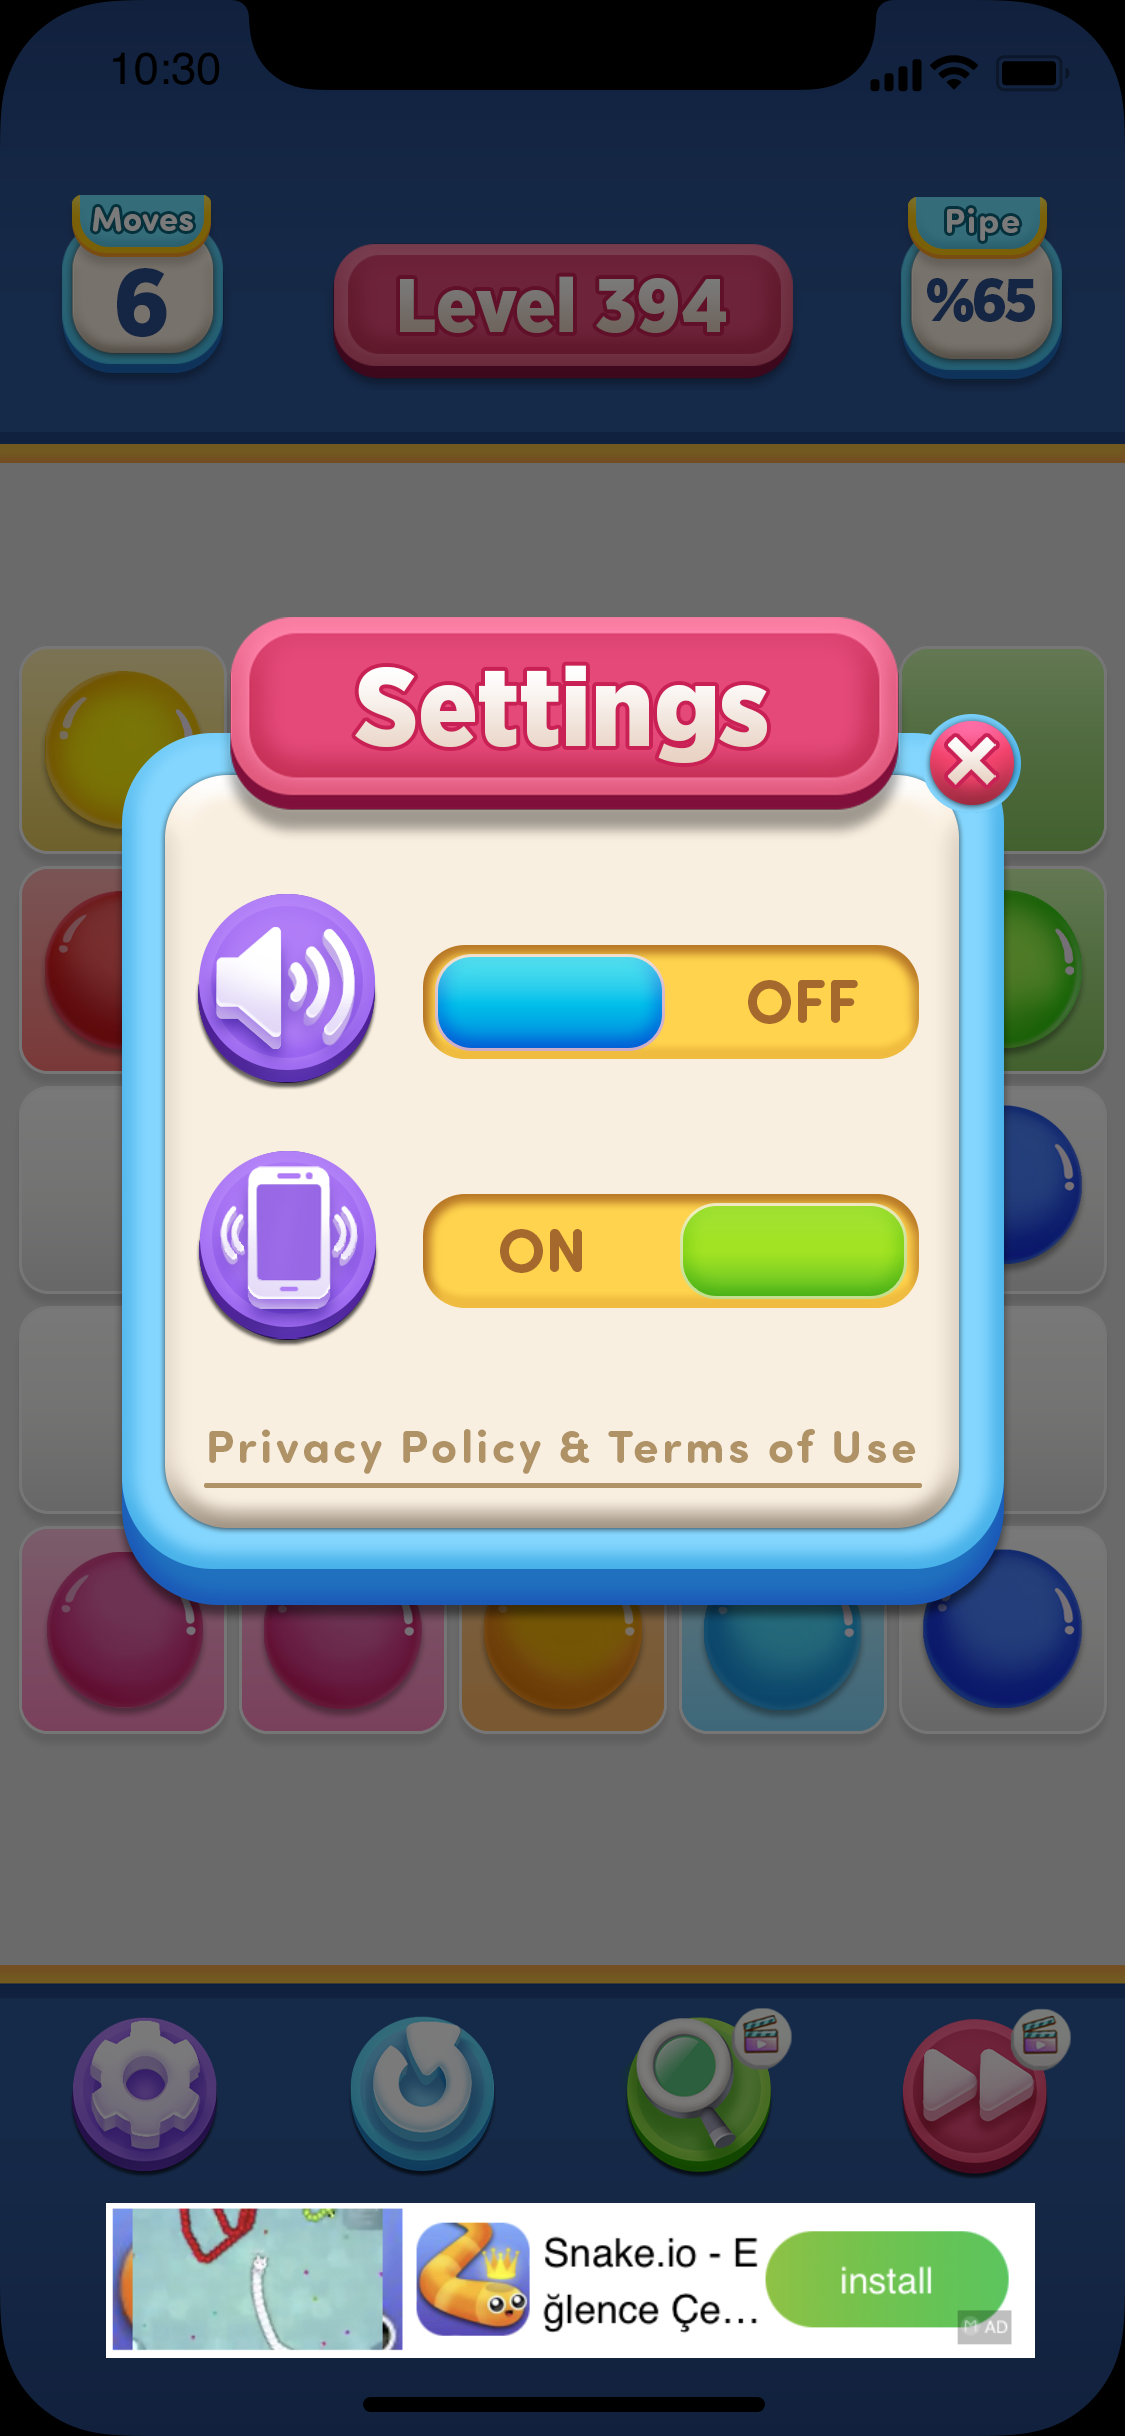 10:30
Moves
6
Level 394
Pipe
%65
Settings
OFF
ON
Privacy Policy & Terms of Use
Snake.io - E
ğlence Çe...
install
AD